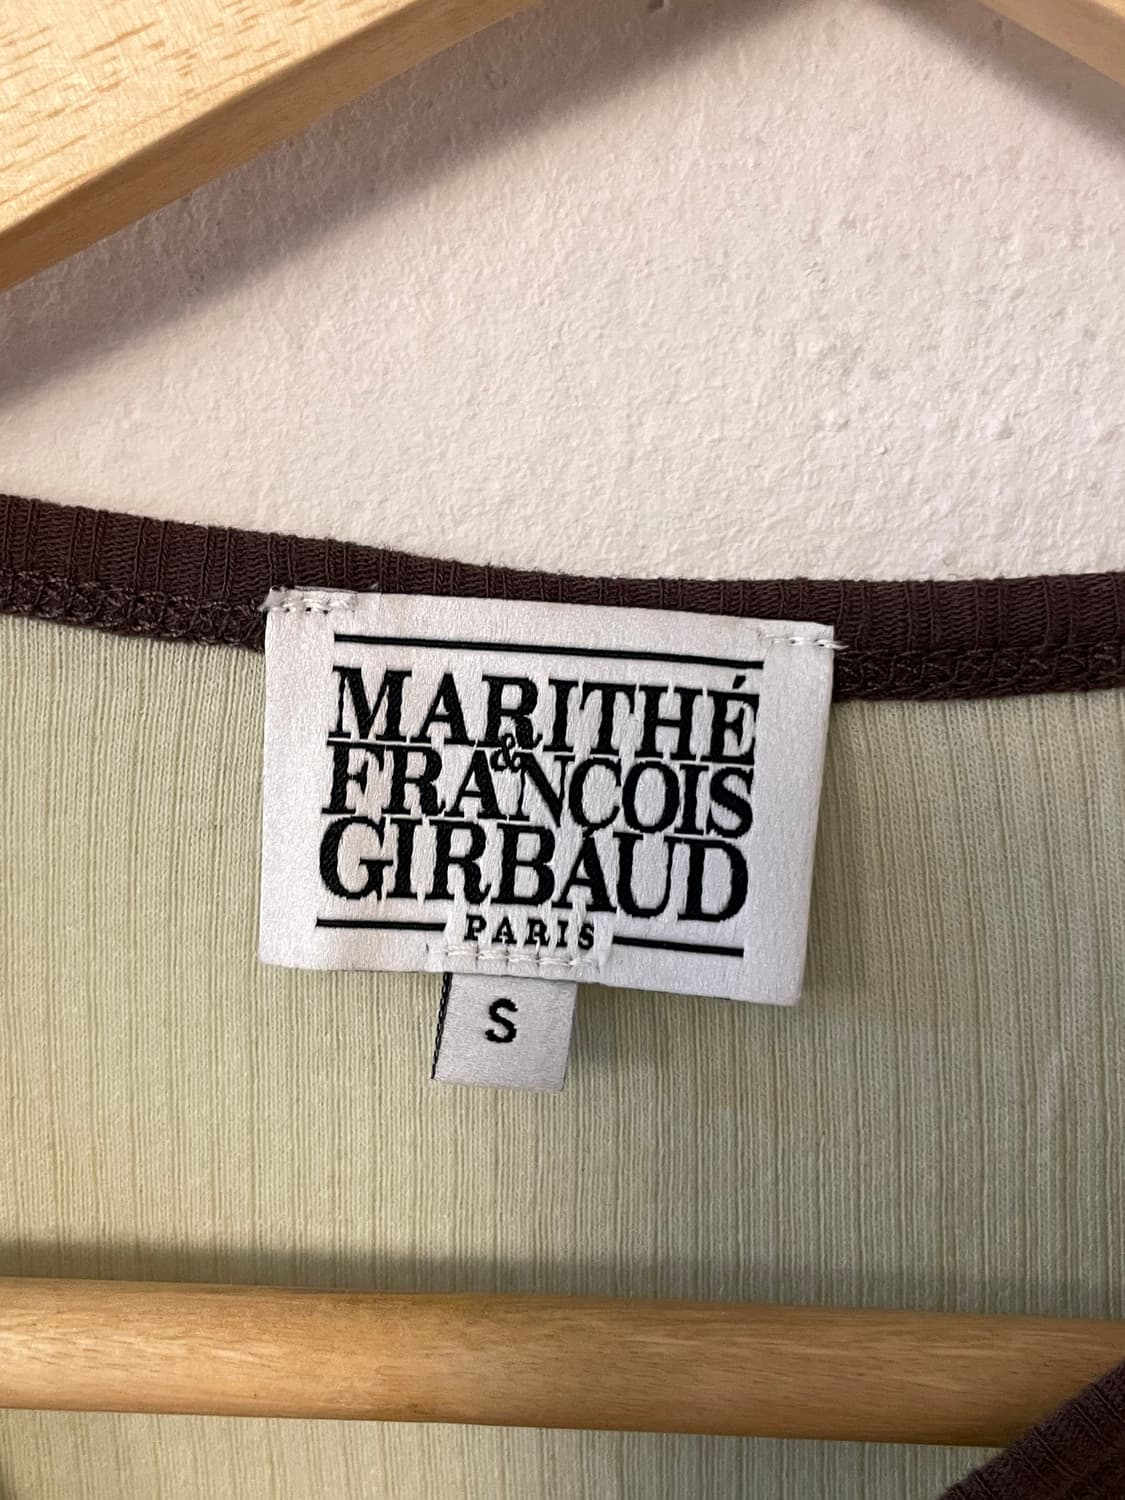 MARITHÉ
&
FRANÇOIS
GIRBAUD
PARIS
S